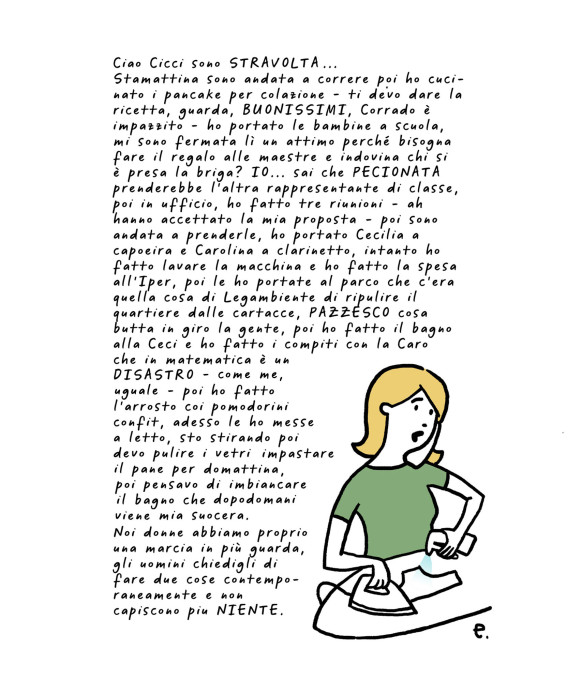 Ciao Cicci sono STRAVOLTA...
Stamattina sono andata a correre poi ho cuci-
nato i pancake per colazione - ti devo dare la
ricetta, guarda, BUONISSIMI, Corrado è
impazzito - ho portato le bambine a scuola,
mi sono fermata lì un attimo perché bisogna
fare il regalo alle maestre e indovina chi si
è presa la briga? IO... sai che PECIONATA
prenderebbe l'altra rappresentante di classe,
poi in ufficio, ho fatto tre riunioni - ah
hanno accettato la mia proposta - poi sono
andata a prenderle, ho portato Cecilia a
capoeira e Carolina a clarinetto, intanto ho
fatto lavare la macchina e ho fatto la spesa
all'Iper, poi le ho portate al parco che c'era
quella cosa di Legambiente di ripulire il
quartiere dalle cartacce, PAZZESCO cosa
butta in giro la gente, poi ho fatto il bagno
alla Ceci e ho fatto i compiti con la Caro
che in matematica è un
DISASTRO - come me,
uguale - poi ho fatto
l'arrosto coi pomodorini
confit, adesso le ho messe
a letto, sto stirando poi
devo pulire i vetri impastare
il pane per domattina,
poi pensavo di imbiancare
il bagno che dopodomani
viene mia suocera.
Noi donne abbiamo proprio
una marcia in più guarda,
gli uomini chiedigli di
fare due cose contempo-
raneamente e non
capiscono piu NIENTE.
e.